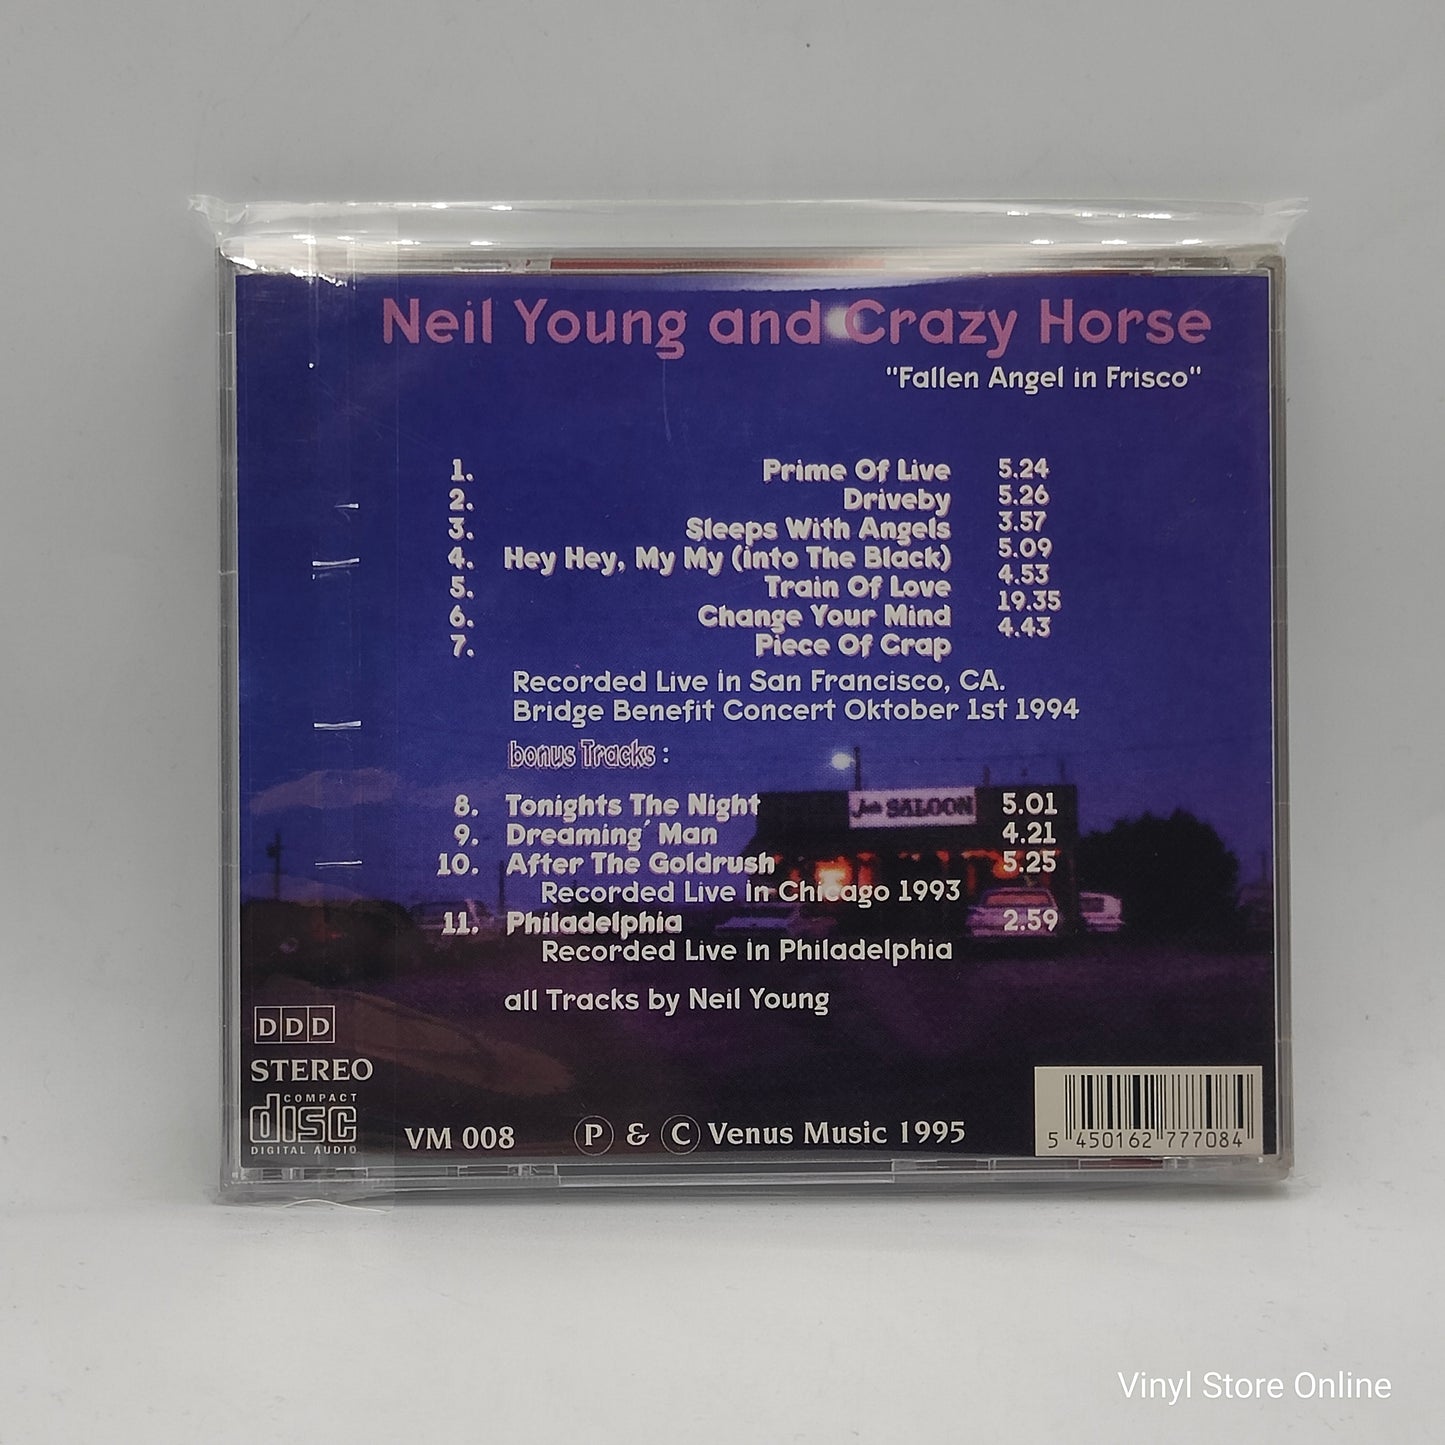 Neil Young and Crazy Horse
"Fallen Angel in Frisco"
1. Prime Of Live 5.24
2. Driveby 5.26
3. Sleeps With Angels 3.57
4. Hey Hey, My My (into The Black) 5.09
5. Train Of Love 4.53
6. Change Your Mind 19.35
7. Piece Of Crap 4.43
Recorded Live in San Francisco, CA.
Bridge Benefit Concert Oktober 1st 1994
bonus Tracks :
SALOON
8. Tonights The Night 5.01
9. Dreaming´ Man 4.21
10. After The Goldrush 5.25
Recorded Live in Chicago 1993
11. Philadelphia 2.59
Recorded Live in Philadelphia
all Tracks by Neil Young
DDD
STEREO
COMPACT
disc
DIGITAL AUDIO
VM 008 P & C Venus Music 1995
5 450162 777084
Vinyl Store Online